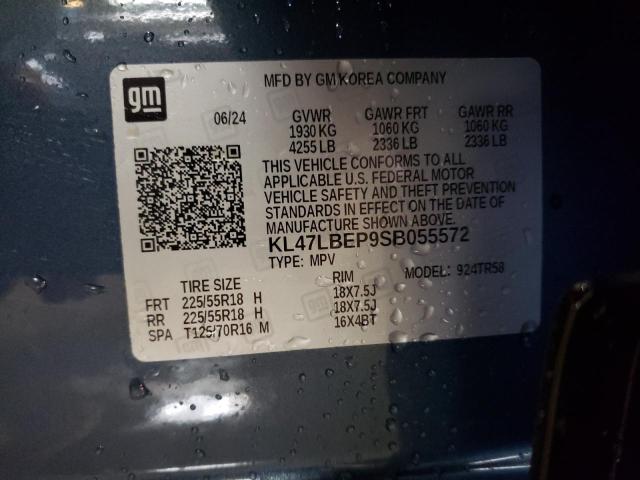 gm
MFD BY GM KOREA COMPANY
06/24 GVWR GAWR FRT GAWR RR
1930 KG 1060 KG 1060 KG
4255 LB 2336 LB 2336 LB
THIS VEHICLE CONFORMS TO ALL
APPLICABLE U.S. FEDERAL MOTOR
VEHICLE SAFETY AND THEFT PREVENTION
STANDARDS IN EFFECT ON THE DATE OF
MANUFACTURE SHOWN ABOVE.
KL47LBEP9SB055572
TYPE: MPV MODEL: 924TR58
TIRE SIZE RIM
FRT 225/55R18 H 18X7.5J
RR 225/55R18 H 18X7.5J
SPA T125/70R16 M 16X4BT